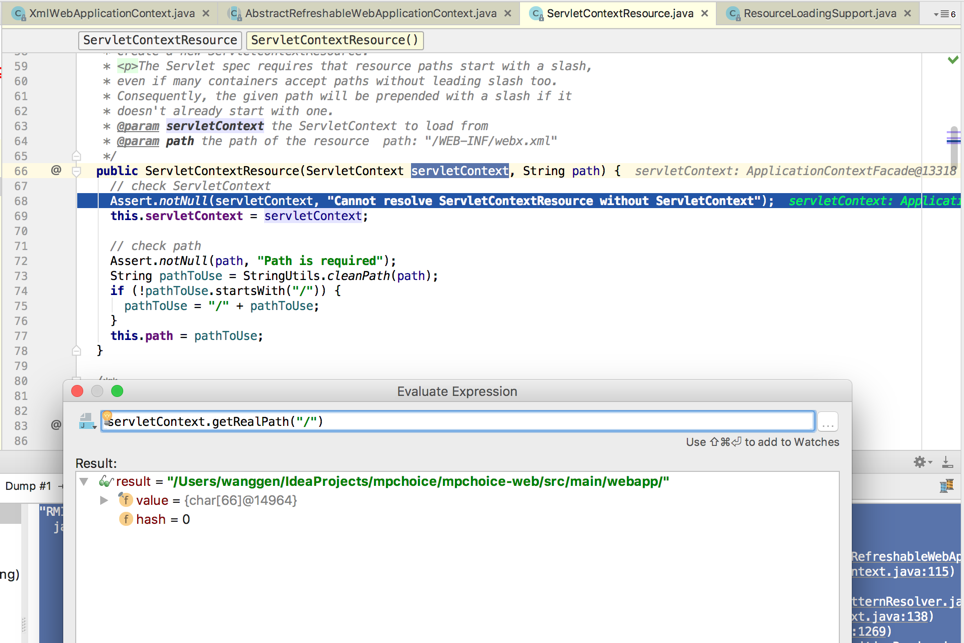 XmlWebApplicationContext.java × AbstractRefreshableWebApplicationContext.java × ServletContextResource.java × ResourceLoadingSupport.java × 6
ServletContextResource ServletContextResource()
59 * <p>The Servlet spec requires that resource paths start with a slash,
60 * even if many containers accept paths without leading slash too.
61 * Consequently, the given path will be prepended with a slash if it
62 * doesn't already start with one.
63 * @param servletContext the ServletContext to load from
64 * @param path the path of the resource path: "/WEB-INF/webx.xml"
65 */
66 @ public ServletContextResource(ServletContext servletContext, String path) { servletContext: ApplicationContextFacade@13318
67 // check ServletContext
68 Assert.notNull(servletContext, "Cannot resolve ServletContextResource without ServletContext"); servletContext: Applicati
69 this.servletContext = servletContext;
70
71 // check path
72 Assert.notNull(path, "Path is required");
73 String pathToUse = StringUtils.cleanPath(path);
74 if (!pathToUse.startsWith("/")) {
75 pathToUse = "/" + pathToUse;
76 }
77 this.path = pathToUse;
78 }
79
80
81
82
83 @
86
Evaluate Expression
servletContext.getRealPath("/")
...
Use ⇧⌘⏎ to add to Watches
Result:
result = "/Users/wanggen/IdeaProjects/mpchoice/mpchoice-web/src/main/webapp/"
f value = {char[66]@14964}
f hash = 0
Dump #1
"RMI
ja
ng)
RefreshableWebAp
ntext.java:115)
tternResolver.ja
xt.java:138)
:1269)